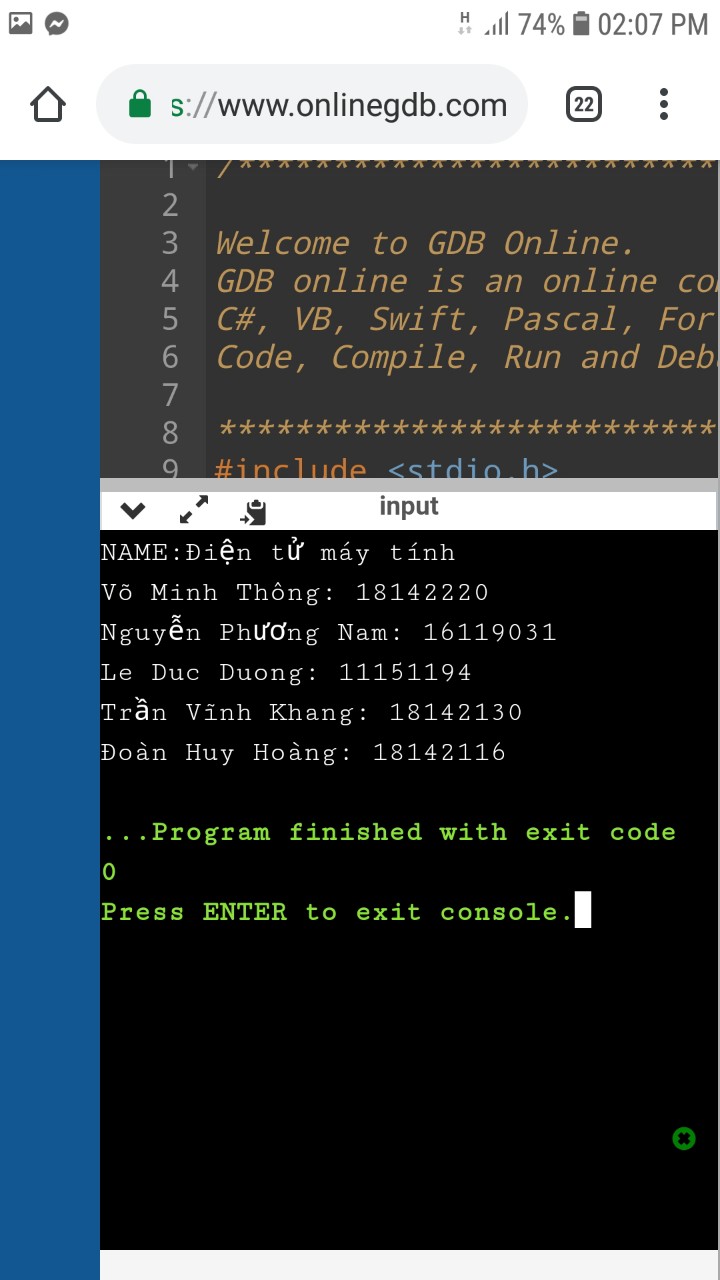 74% 02:07 PM
s://www.onlinegdb.com
22
1 /**************************
2
3 Welcome to GDB Online.
4 GDB online is an online co
5 C#, VB, Swift, Pascal, For
6 Code, Compile, Run and Deb
7
8 **************************
9 #include <stdio.h>
input
NAME:Điện tử máy tính
Võ Minh Thông: 18142220
Nguyễn Phương Nam: 16119031
Le Duc Duong: 11151194
Trần Vĩnh Khang: 18142130
Đoàn Huy Hoàng: 18142116
...Program finished with exit code
0
Press ENTER to exit console.